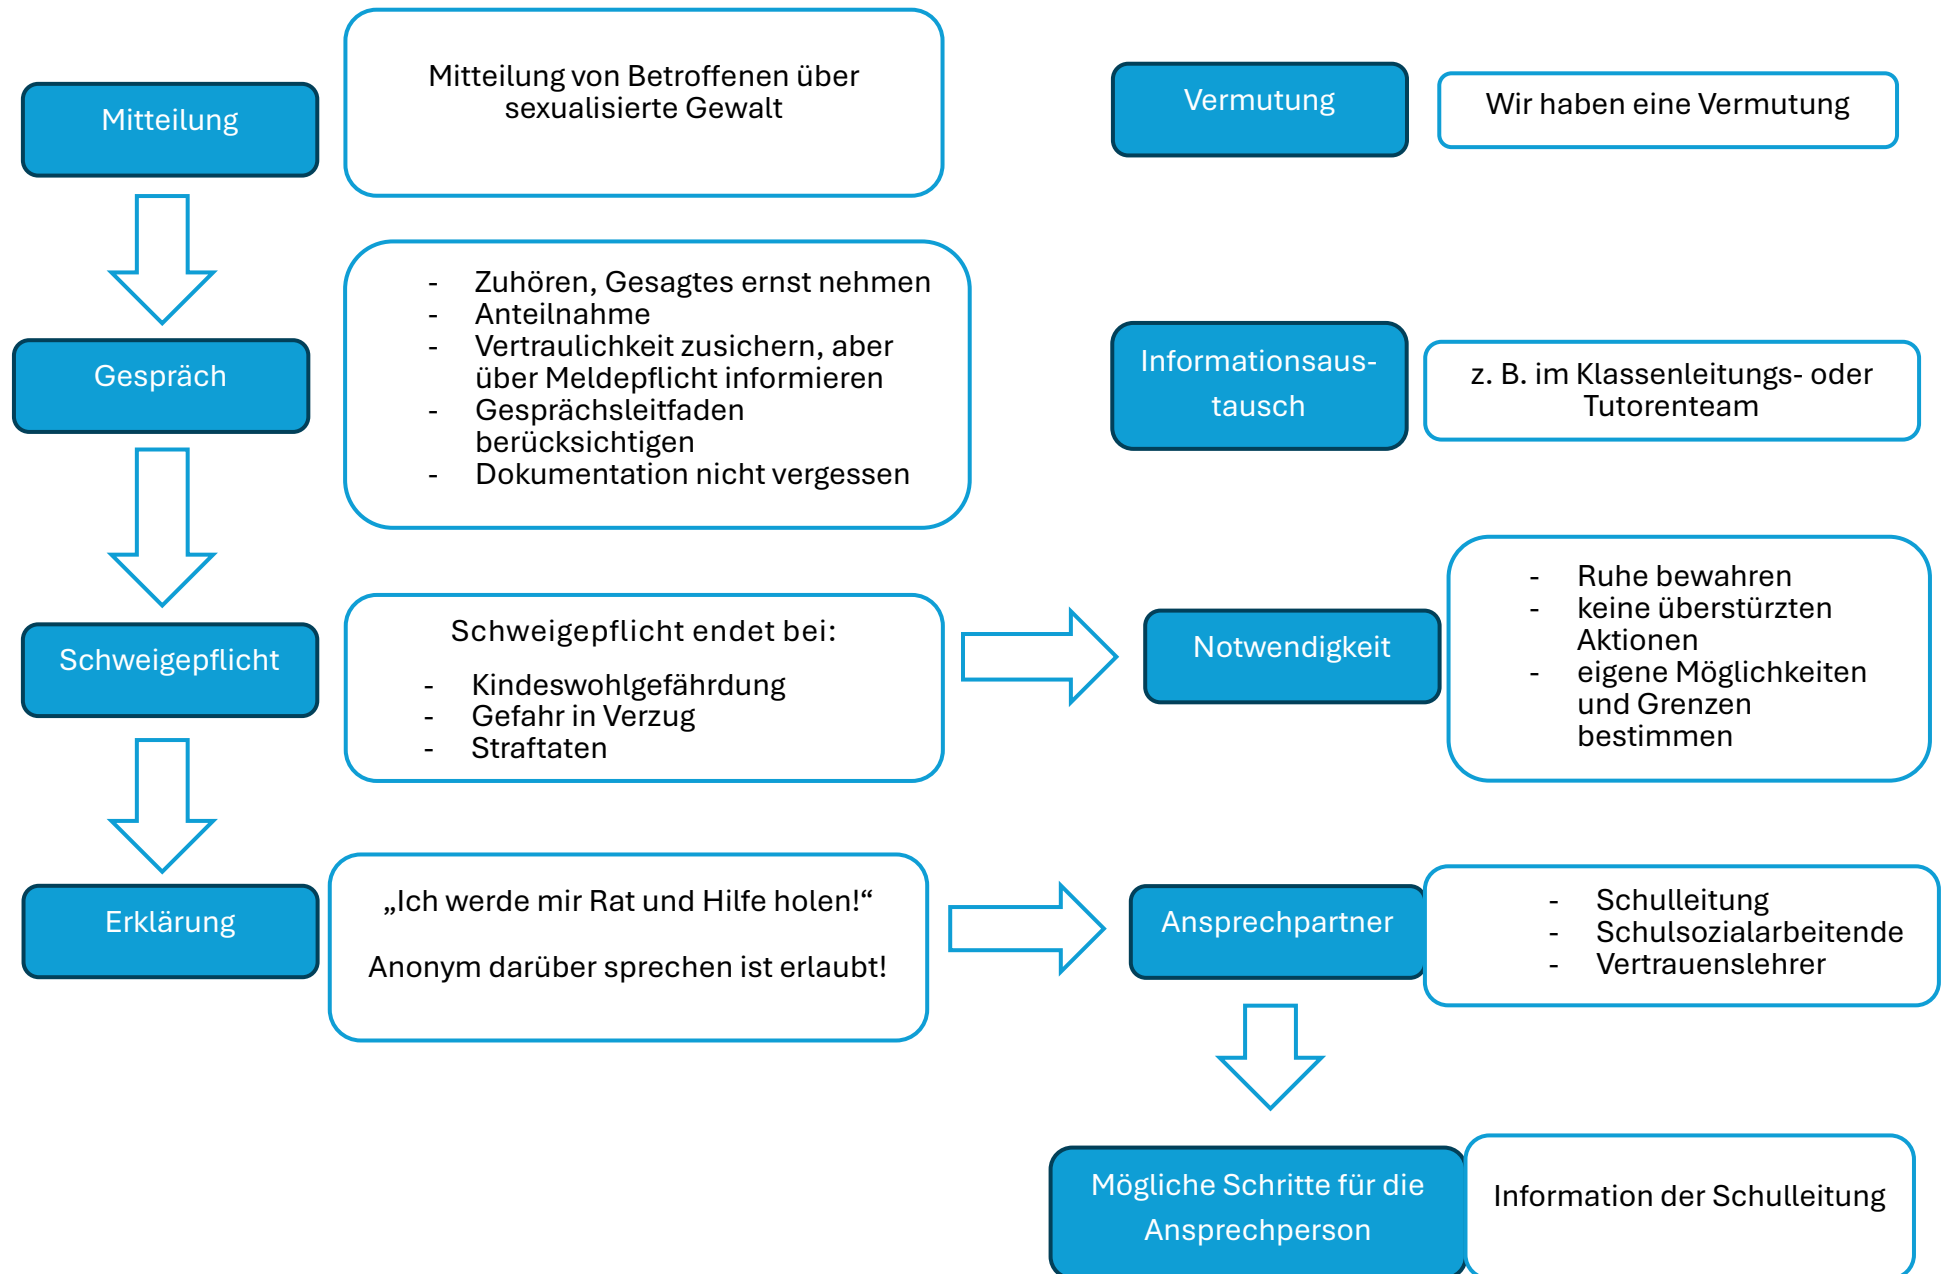 Mitteilung
Mitteilung von Betroffenen über
sexualisierte Gewalt
Vermutung
Wir haben eine Vermutung
Gespräch
- Zuhören, Gesagtes ernst nehmen
- Anteilnahme
- Vertraulichkeit zusichern, aber
über Meldepflicht informieren
- Gesprächsleitfaden
berücksichtigen
- Dokumentation nicht vergessen
Informationsaus-
tausch
z. B. im Klassenleitungs- oder
Tutorenteam
Schweigepflicht
Schweigepflicht endet bei:
- Kindeswohlgefährdung
- Gefahr in Verzug
- Straftaten
Notwendigkeit
- Ruhe bewahren
- keine überstürzten
Aktionen
- eigene Möglichkeiten
und Grenzen
bestimmen
Erklärung
„Ich werde mir Rat und Hilfe holen!“
Anonym darüber sprechen ist erlaubt!
Ansprechpartner
- Schulleitung
- Schulsozialarbeitende
- Vertrauenslehrer
Mögliche Schritte für die
Ansprechperson
Information der Schulleitung